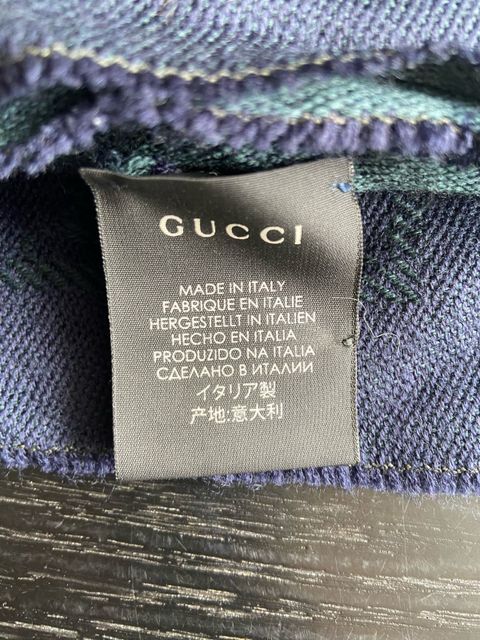 GUCCI
MADE IN ITALY
FABRIQUE EN ITALIE
HERGESTELLT IN ITALIEN
HECHO EN ITALIA
PRODUZIDO NA ITALIA
СДЕЛАНО В ИТАЛИИ
イタリア製
产地:意大利